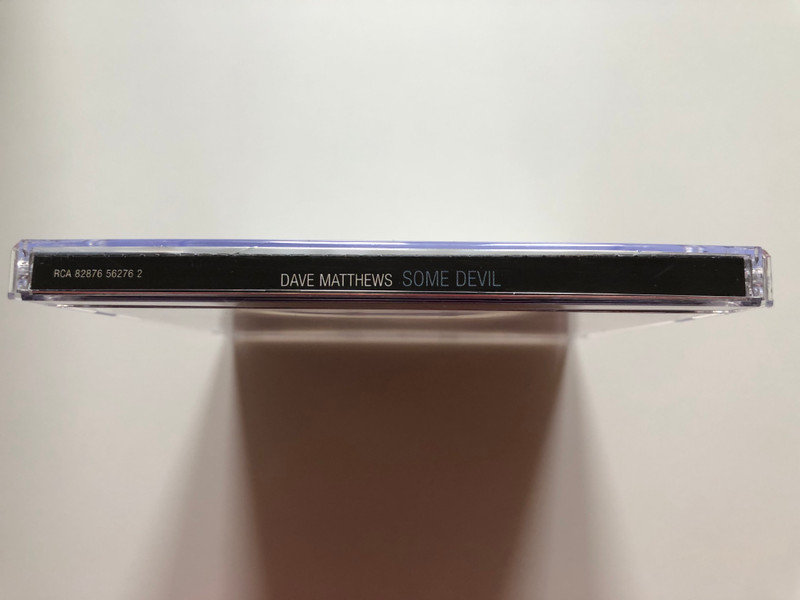 RCA 82876 56276 2
DAVE MATTHEWS SOME DEVIL